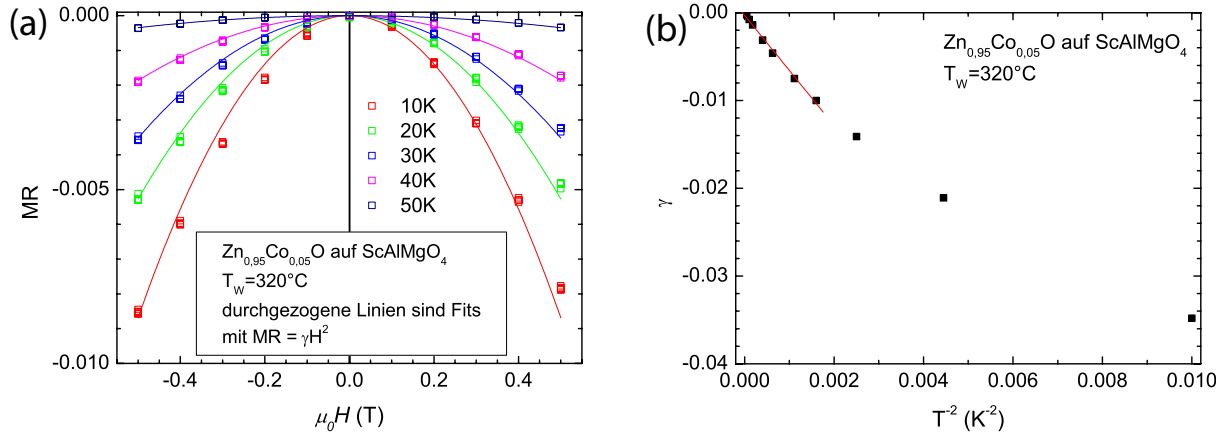 (a)
0.000
-0.005
-0.010
MR
-0.4
-0.2
0.0
0.2
0.4
μ₀H (T)
10K
20K
30K
40K
50K
Zn₀,₉₅Co₀,₀₅O auf ScAlMgO₄
T_W=320°C
durchgezogene Linien sind Fits
mit MR = γH²
(b)
0.00
-0.01
-0.02
-0.03
-0.04
γ
0.000
0.002
0.004
0.006
0.008
0.010
T⁻² (K⁻²)
Zn₀,₉₅Co₀,₀₅O auf ScAlMgO₄
T_W=320°C